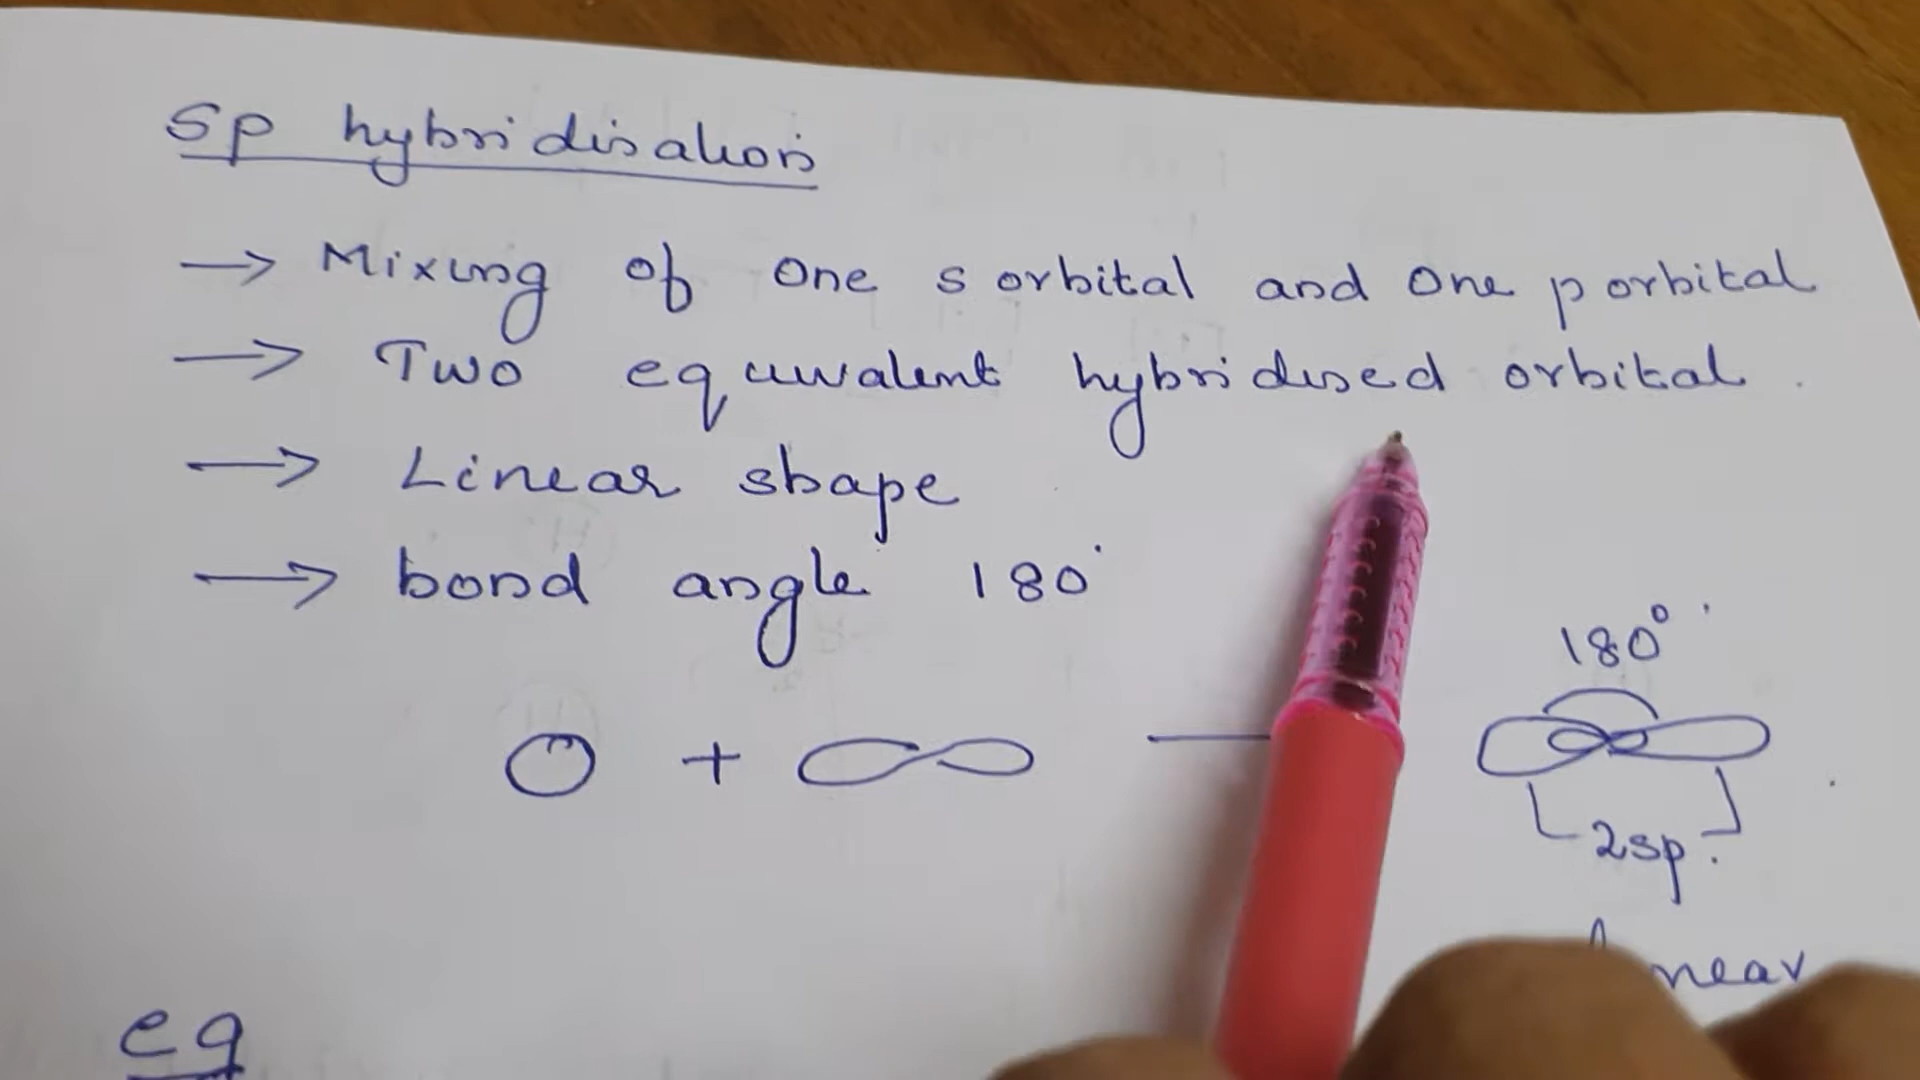 Sp hybridisation
→ Mixing of one s orbital and one p orbital
→ Two equivalent hybridised orbital.
→ Linear shape
→ bond angle 180°
180°
+
2sp.
eg